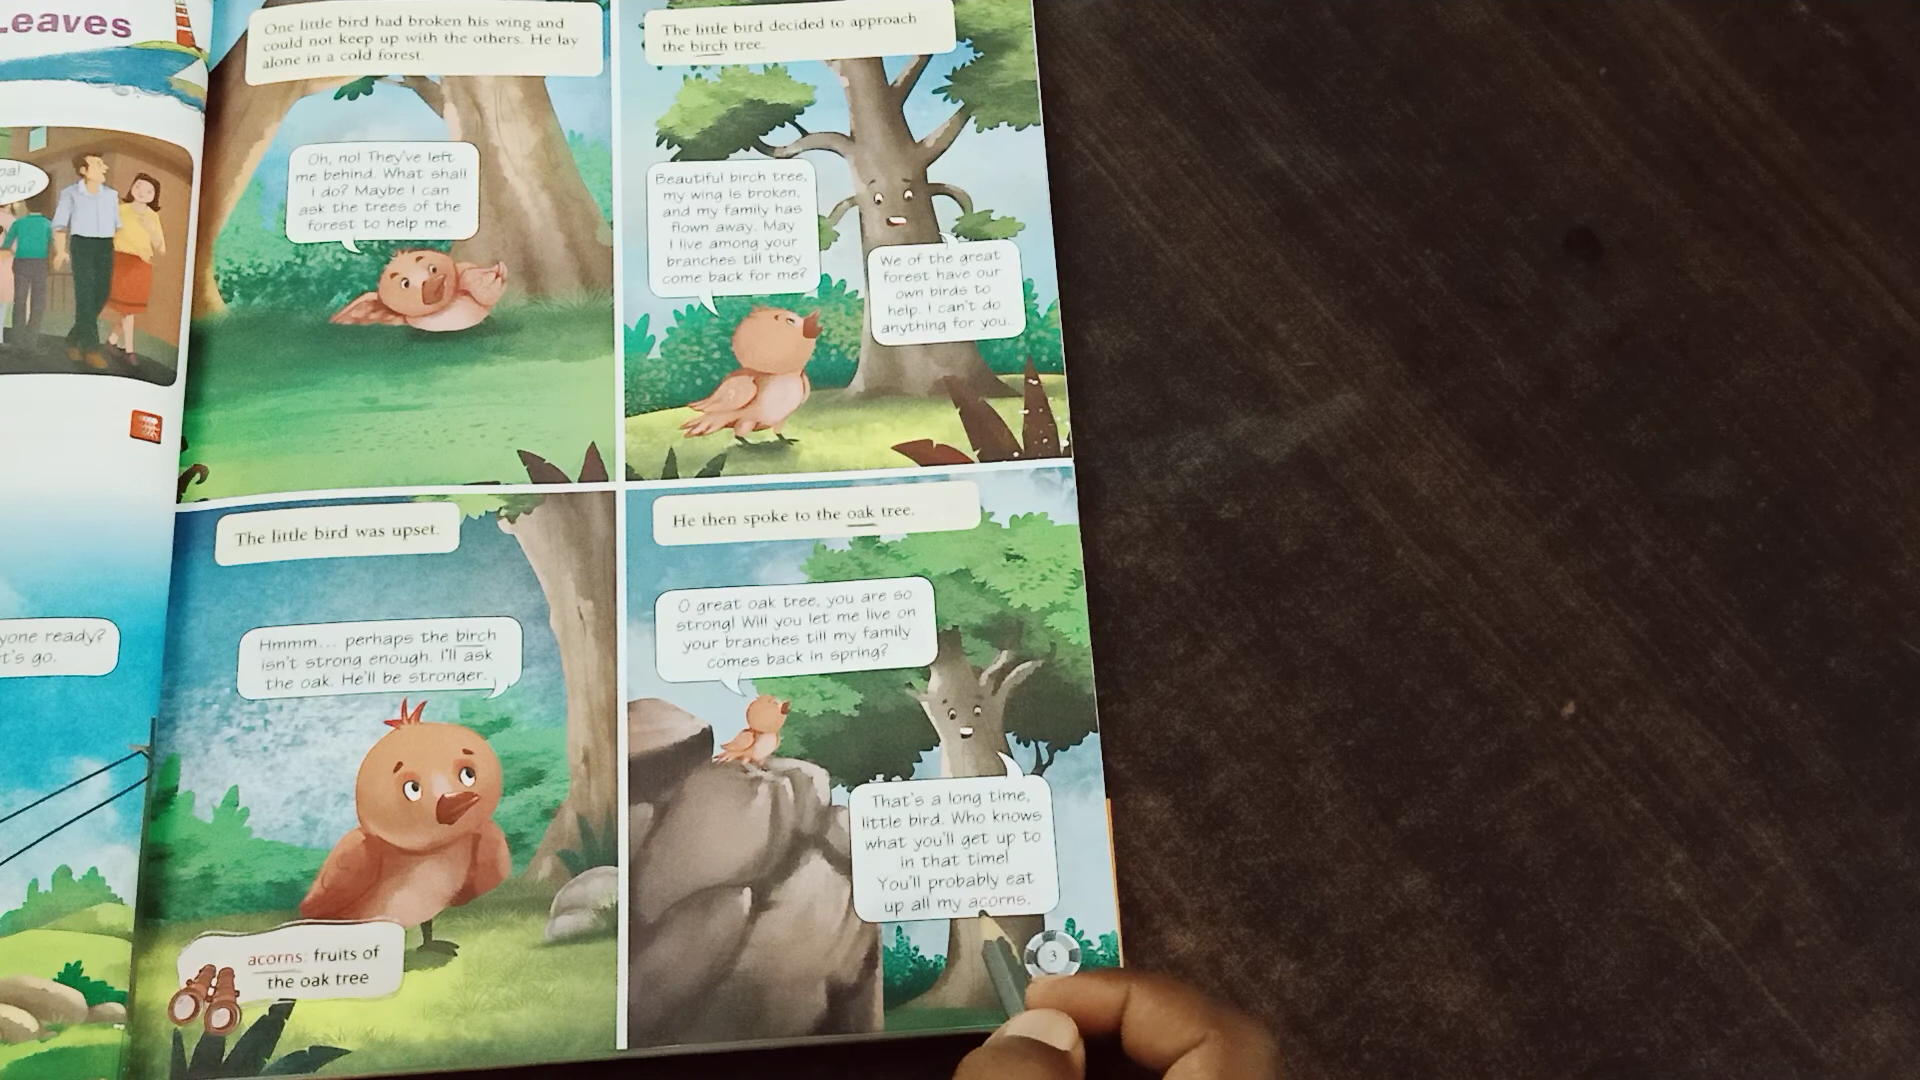 Leaves
you?
yone ready?
t's go.
One little bird had broken his wing and
could not keep up with the others. He lay
alone in a cold forest.
Oh, no! They've left
me behind. What shall
I do? Maybe I can
ask the trees of the
forest to help me.
The little bird decided to approach
the birch tree.
Beautiful birch tree,
my wing is broken,
and my family has
flown away. May
I live among your
branches till they
come back for me?
We of the great
forest have our
own birds to
help. I can't do
anything for you.
The little bird was upset.
Hmmm... perhaps the birch
isn't strong enough. I'll ask
the oak. He'll be stronger.
acorns: fruits of
the oak tree
He then spoke to the oak tree.
O great oak tree, you are so
strong! Will you let me live on
your branches till my family
comes back in spring?
That's a long time,
little bird. Who knows
what you'll get up to
in that time!
You'll probably eat
up all my acorns.
3